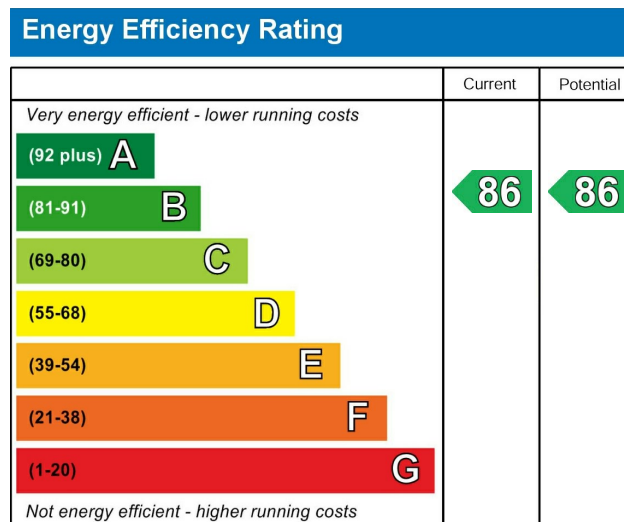 Energy Efficiency Rating
Current Potential
Very energy efficient - lower running costs
(92 plus) A
(81-91) B 86 86
(69-80) C
(55-68) D
(39-54) E
(21-38) F
(1-20) G
Not energy efficient - higher running costs